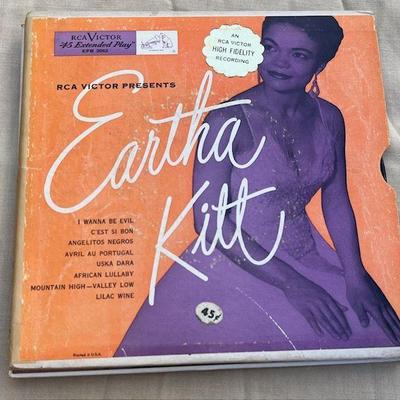 RCA VICTOR
"45 Extended Play"
EPB 3062
AN
RCA VICTOR
HIGH FIDELITY
RECORDING
RCA VICTOR PRESENTS
Eartha
Kitt
I WANNA BE EVIL
C'EST SI BON
ANGELITOS NEGROS
AVRIL AU PORTUGAL
USKA DARA
AFRICAN LULLABY
MOUNTAIN HIGH—VALLEY LOW
LILAC WINE
45¢
Printed in U.S.A.